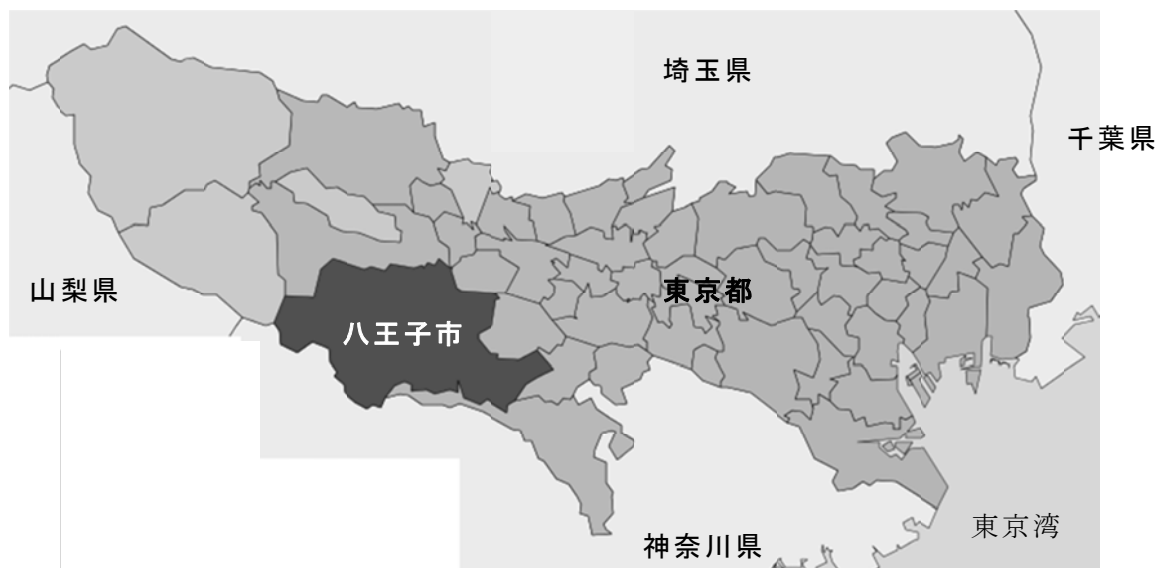 埼玉県
千葉県
山梨県
東京都
八王子市
東京湾
神奈川県